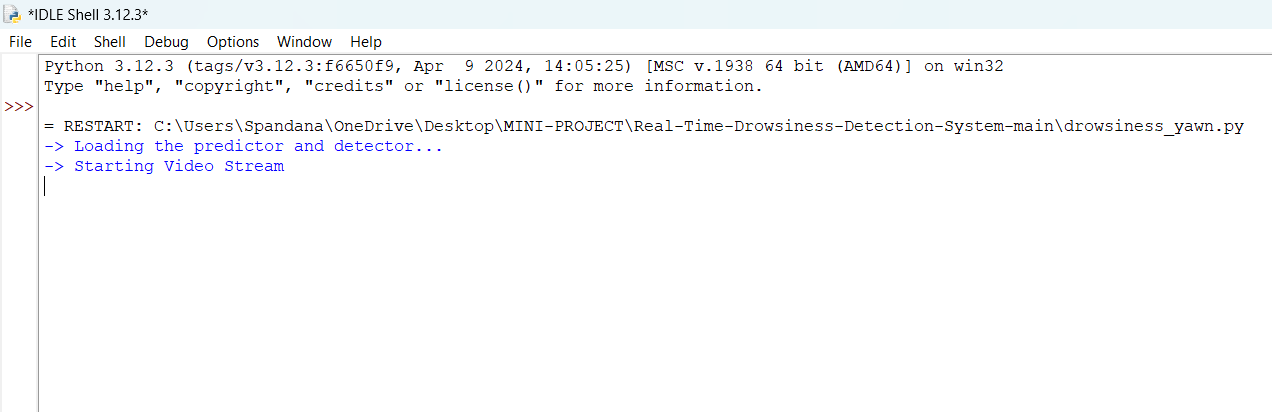 *IDLE Shell 3.12.3*
File Edit Shell Debug Options Window Help
Python 3.12.3 (tags/v3.12.3:f6650f9, Apr  9 2024, 14:05:25) [MSC v.1938 64 bit (AMD64)] on win32
Type "help", "copyright", "credits" or "license()" for more information.
>>>
= RESTART: C:\Users\Spandana\OneDrive\Desktop\MINI-PROJECT\Real-Time-Drowsiness-Detection-System-main\drowsiness_yawn.py
-> Loading the predictor and detector...
-> Starting Video Stream